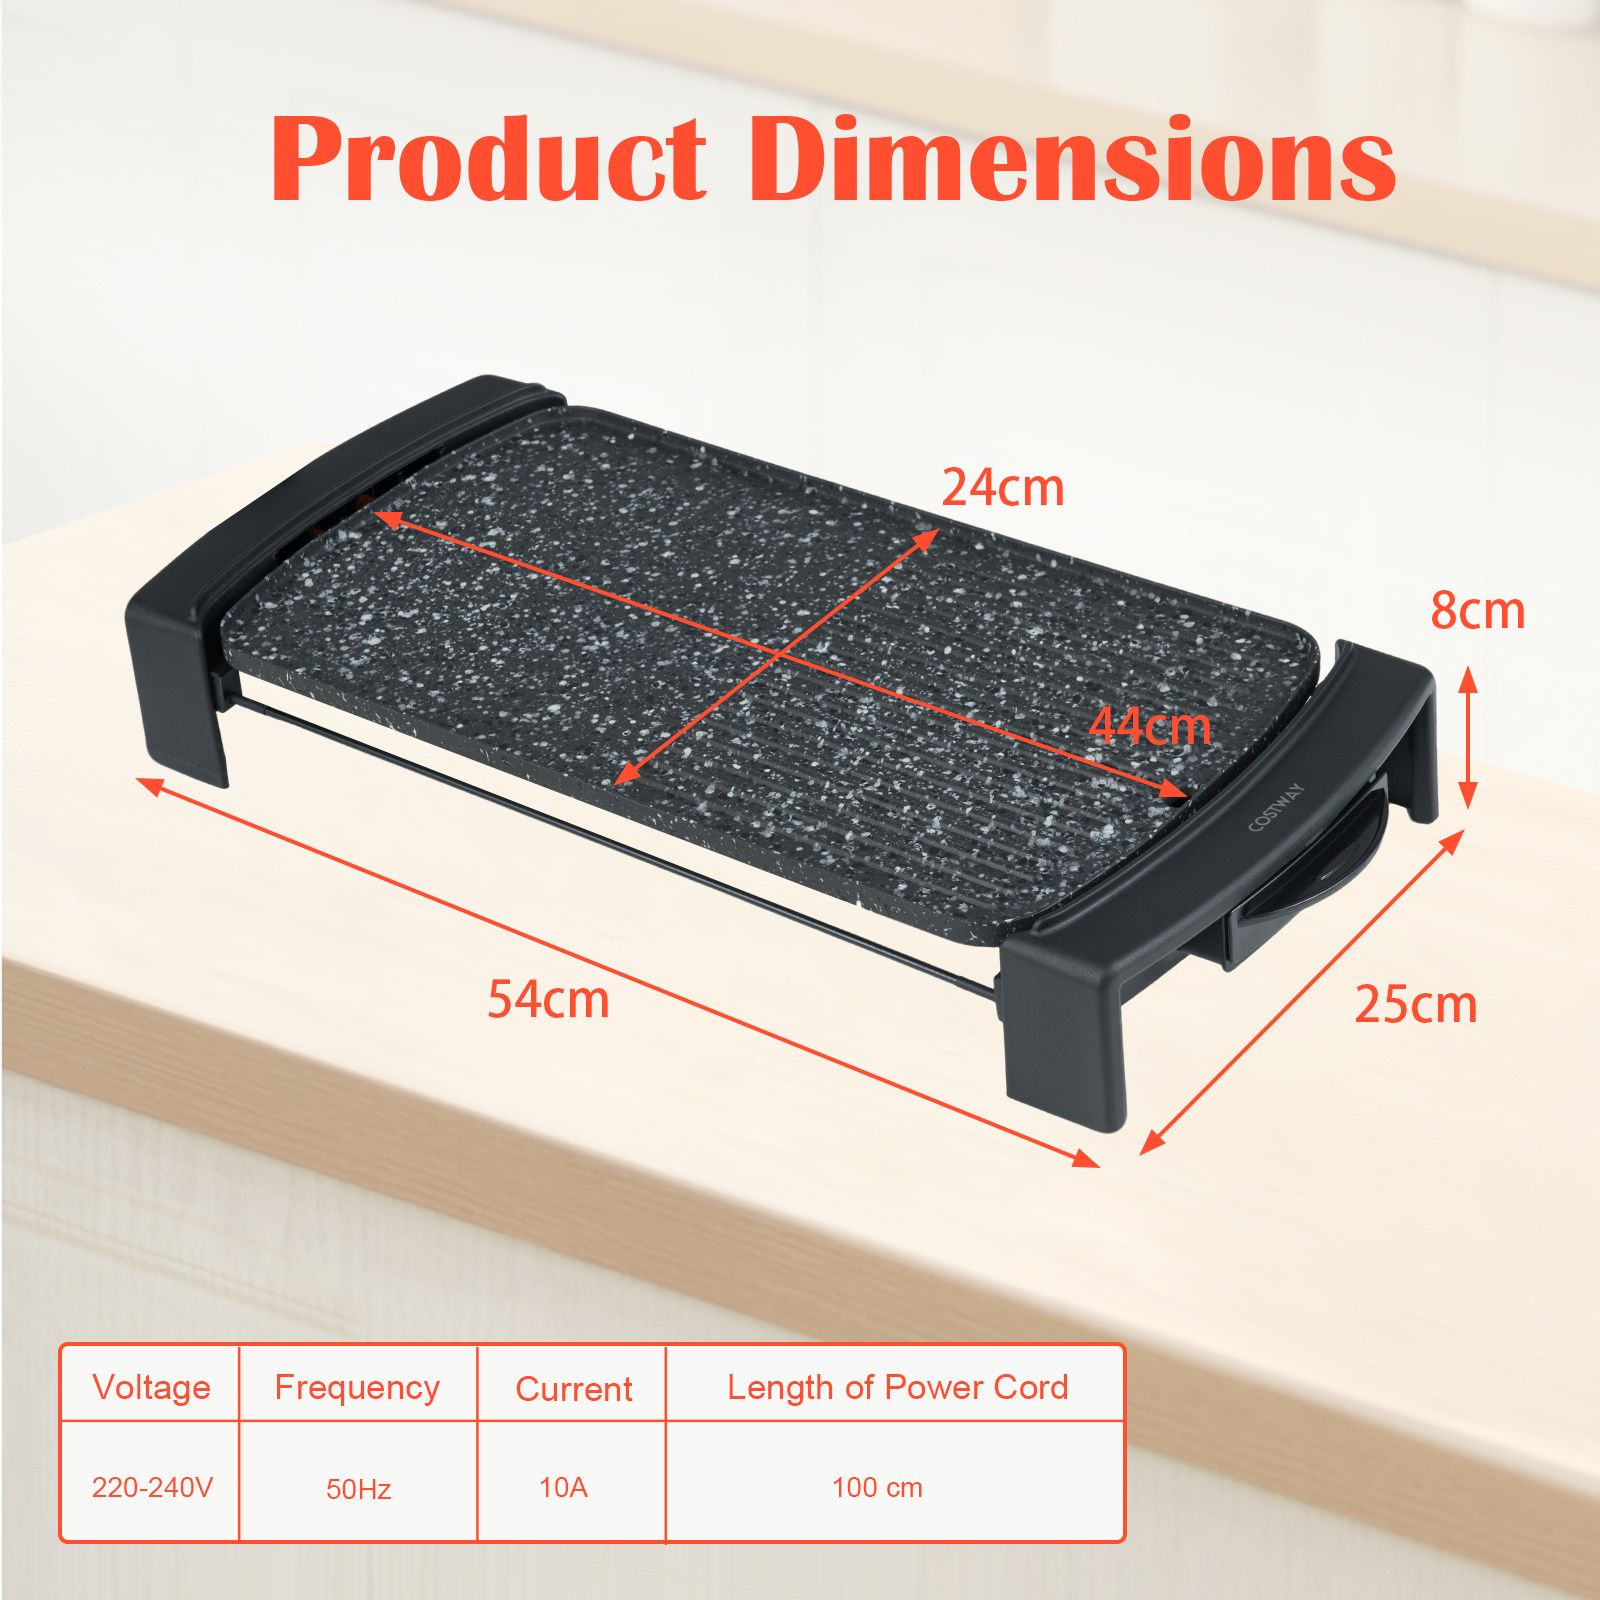 Product Dimensions
24cm
8cm
44cm
COSTWAY
54cm
25cm
Voltage Frequency Current Length of Power Cord
220-240V 50Hz 10A 100 cm